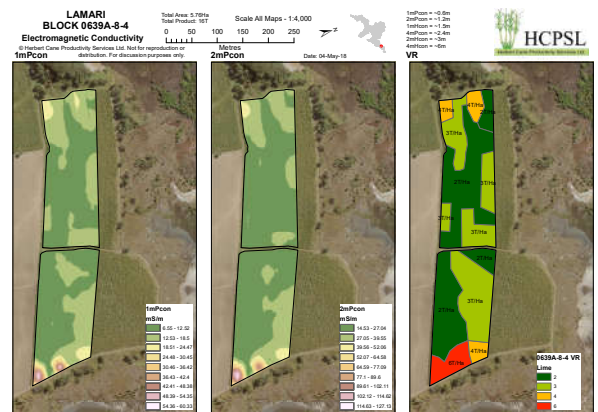 LAMARI
BLOCK 0639A-8-4
Electromagnetic Conductivity
© Herbert Cane Productivity Services Ltd. Not for reproduction or
distribution. For discussion purposes only.
Total Area: 5.76Ha
Total Product: 16T
Scale All Maps - 1:4,000
0 50 100 150 200 250
Metres
Date: 04-May-18
1mPcon = ~0.6m
2mPcon = ~1.2m
1mHcon = ~1.5m
4mPcon = ~2.4m
2mHcon = ~3m
4mHcon = ~6m
HCPSL
Herbert Cane Productivity Services Ltd
1mPcon
2mPcon
VR
4T/Ha
4T/Ha
2T/Ha
3T/Ha
2T/Ha
3T/Ha
3T/Ha
3T/Ha
2T/Ha
2T/Ha
3T/Ha
4T/Ha
6T/Ha
1mPcon
mS/m
6.55 - 12.52
12.53 - 18.5
18.51 - 24.47
24.48 - 30.45
30.46 - 36.42
36.43 - 42.4
42.41 - 48.38
48.39 - 54.35
54.36 - 60.33
2mPcon
mS/m
14.53 - 27.04
27.05 - 39.55
39.56 - 52.06
52.07 - 64.58
64.59 - 77.09
77.1 - 89.6
89.61 - 102.11
102.12 - 114.62
114.63 - 127.13
0639A-8-4 VR
Lime
2
3
4
6